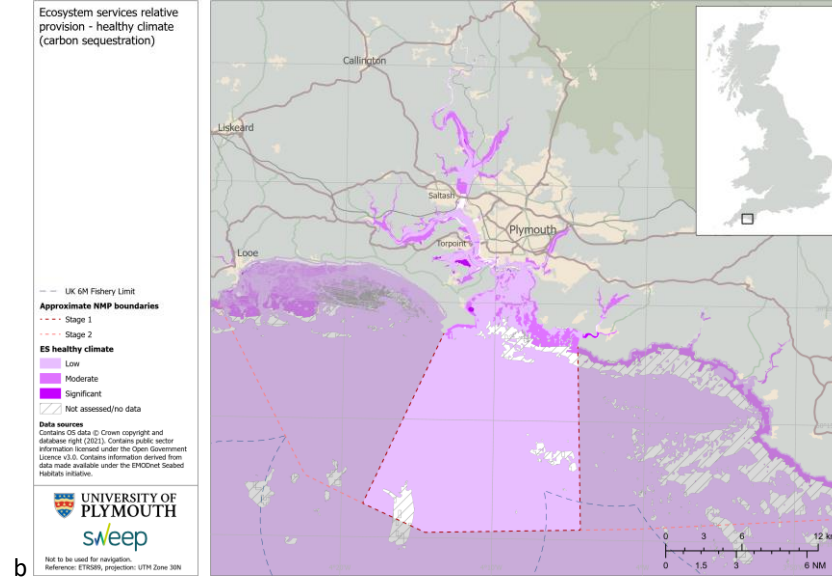 Ecosystem services relative
provision - healthy climate
(carbon sequestration)
UK 6M Fishery Limit
Approximate NMP boundaries
Stage 1
Stage 2
ES healthy climate
Low
Moderate
Significant
Not assessed/no data
Data sources
Contains OS data © Crown copyright and
database right (2021). Contains public sector
information licensed under the Open Government
Licence v3.0. Contains information derived from
data made available under the EMODnet Seabed
Habitats initiative.
UNIVERSITY OF
PLYMOUTH
sweep
Not to be used for navigation.
Reference: ETRS89, projection: UTM Zone 30N
b
Callington
Liskeard
Saltash
Plymouth
Torpoint
Looe
0 3 6 12 km
0 1.5 3 6 NM